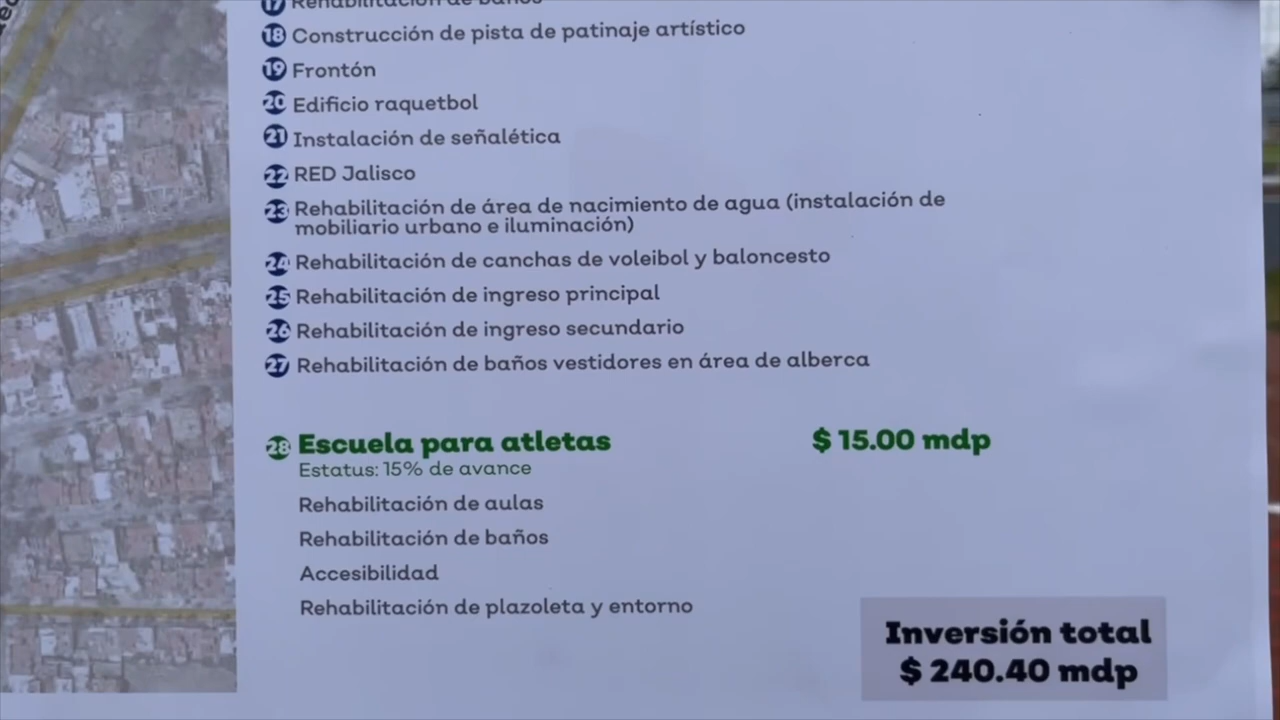 17 Rehabilitación de baños
18 Construcción de pista de patinaje artístico
19 Frontón
20 Edificio raquetbol
21 Instalación de señalética
22 RED Jalisco
23 Rehabilitación de área de nacimiento de agua (instalación de
mobiliario urbano e iluminación)
24 Rehabilitación de canchas de voleibol y baloncesto
25 Rehabilitación de ingreso principal
26 Rehabilitación de ingreso secundario
27 Rehabilitación de baños vestidores en área de alberca
28 Escuela para atletas $ 15.00 mdp
Estatus: 15% de avance
Rehabilitación de aulas
Rehabilitación de baños
Accesibilidad
Rehabilitación de plazoleta y entorno
Inversión total
$ 240.40 mdp